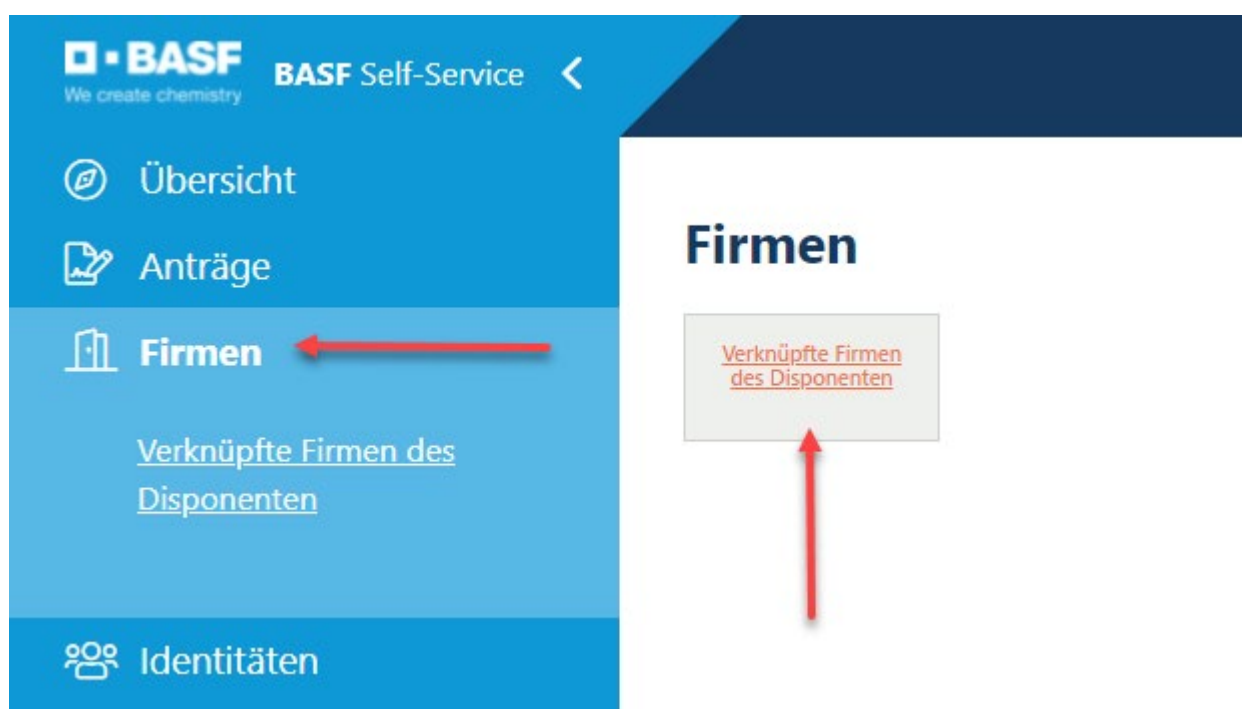 BASF
We create chemistry
BASF Self-Service
Übersicht
Anträge
Firmen
Verknüpfte Firmen des
Disponenten
Identitäten
Firmen
Verknüpfte Firmen
des Disponenten